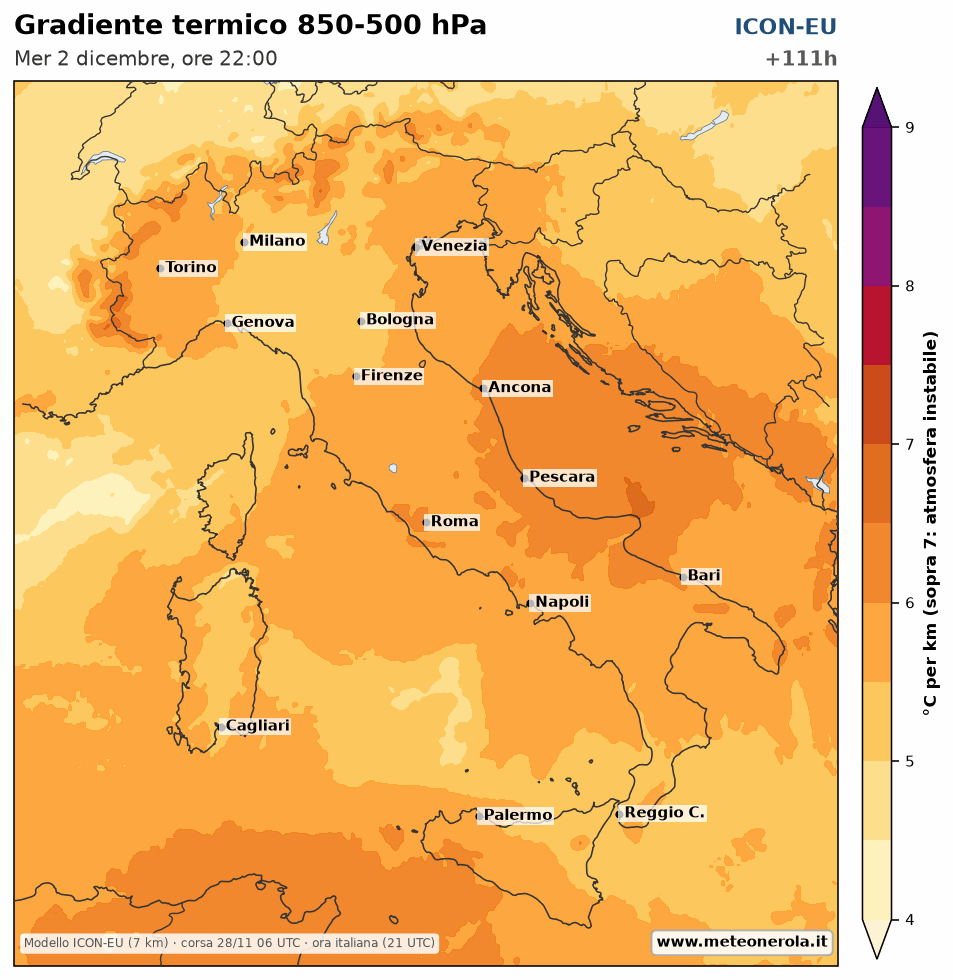 Gradiente termico 850-500 hPa
ICON-EU
Mer 2 dicembre, ore 22:00
+111h
9
8
7
6
5
4
°C per km (sopra 7: atmosfera instabile)
Milano
Venezia
Torino
Genova
Bologna
Firenze
Ancona
Pescara
Roma
Bari
Napoli
Cagliari
Palermo
Reggio C.
Modello ICON-EU (7 km) · corsa 28/11 06 UTC · ora italiana (21 UTC)
www.meteonerola.it